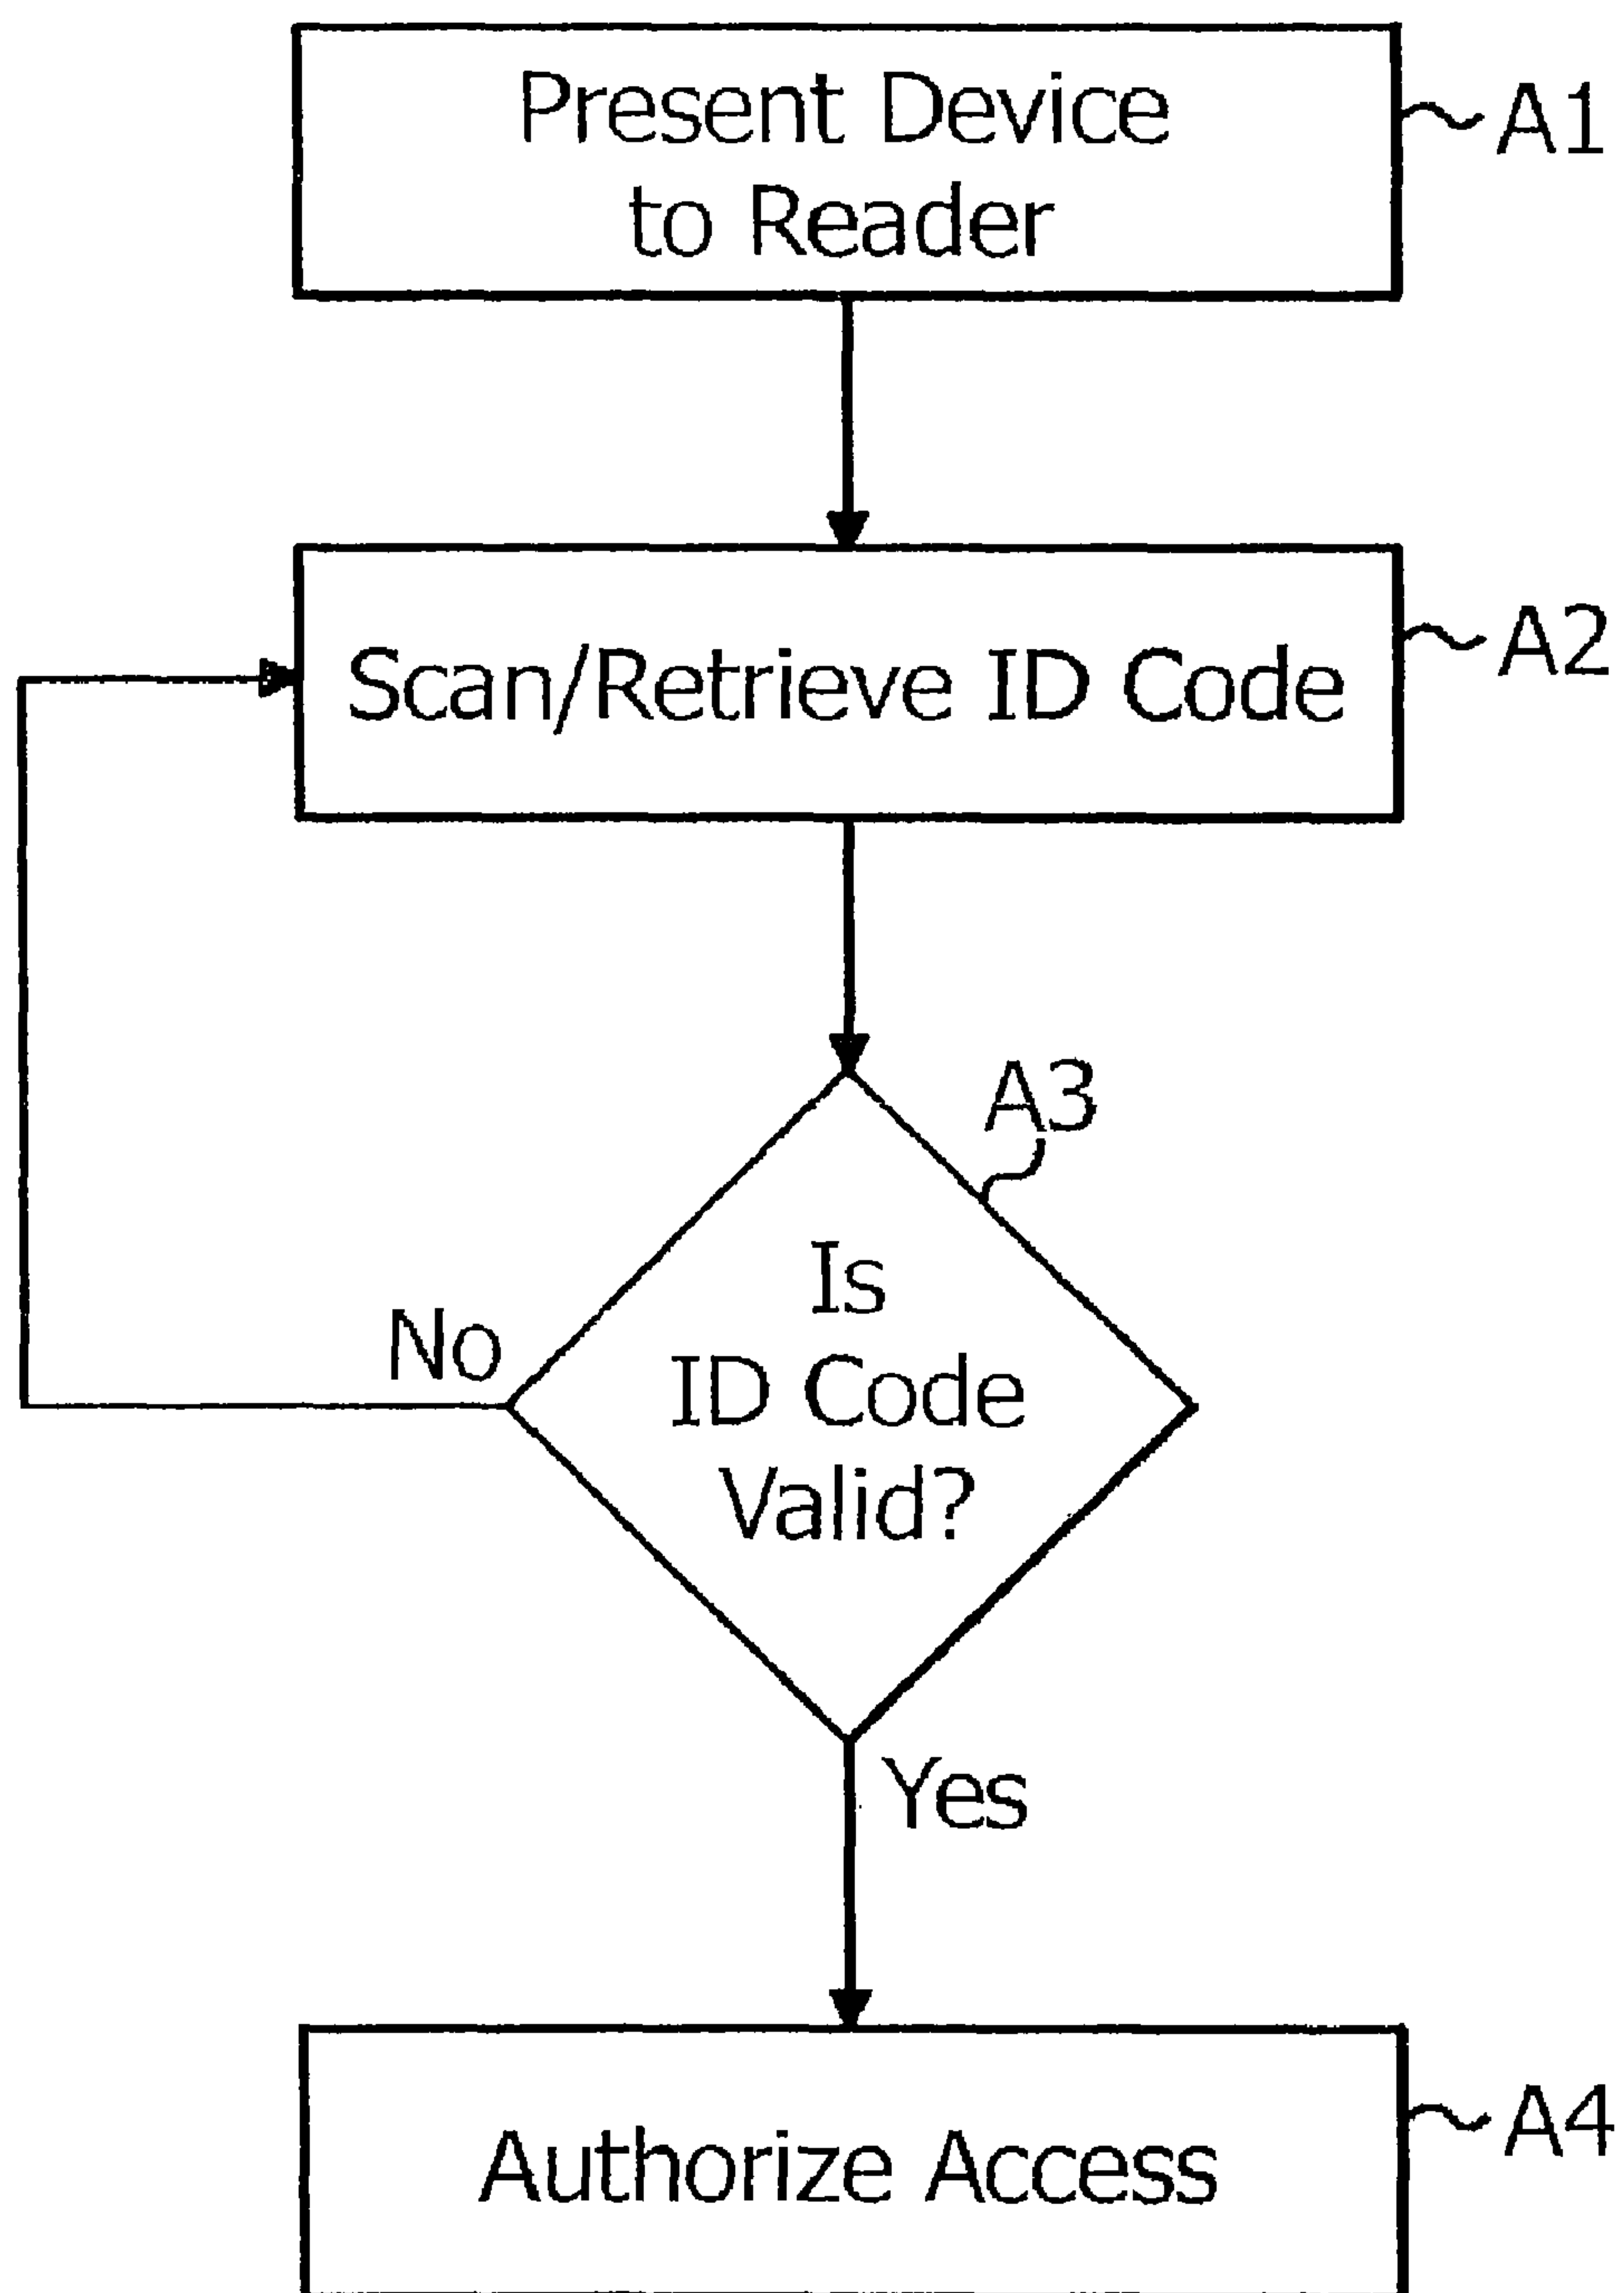 Present Device
to Reader
A1
Scan/Retrieve ID Code
A2
A3
Is
ID Code
Valid?
No
Yes
Authorize Access
A4